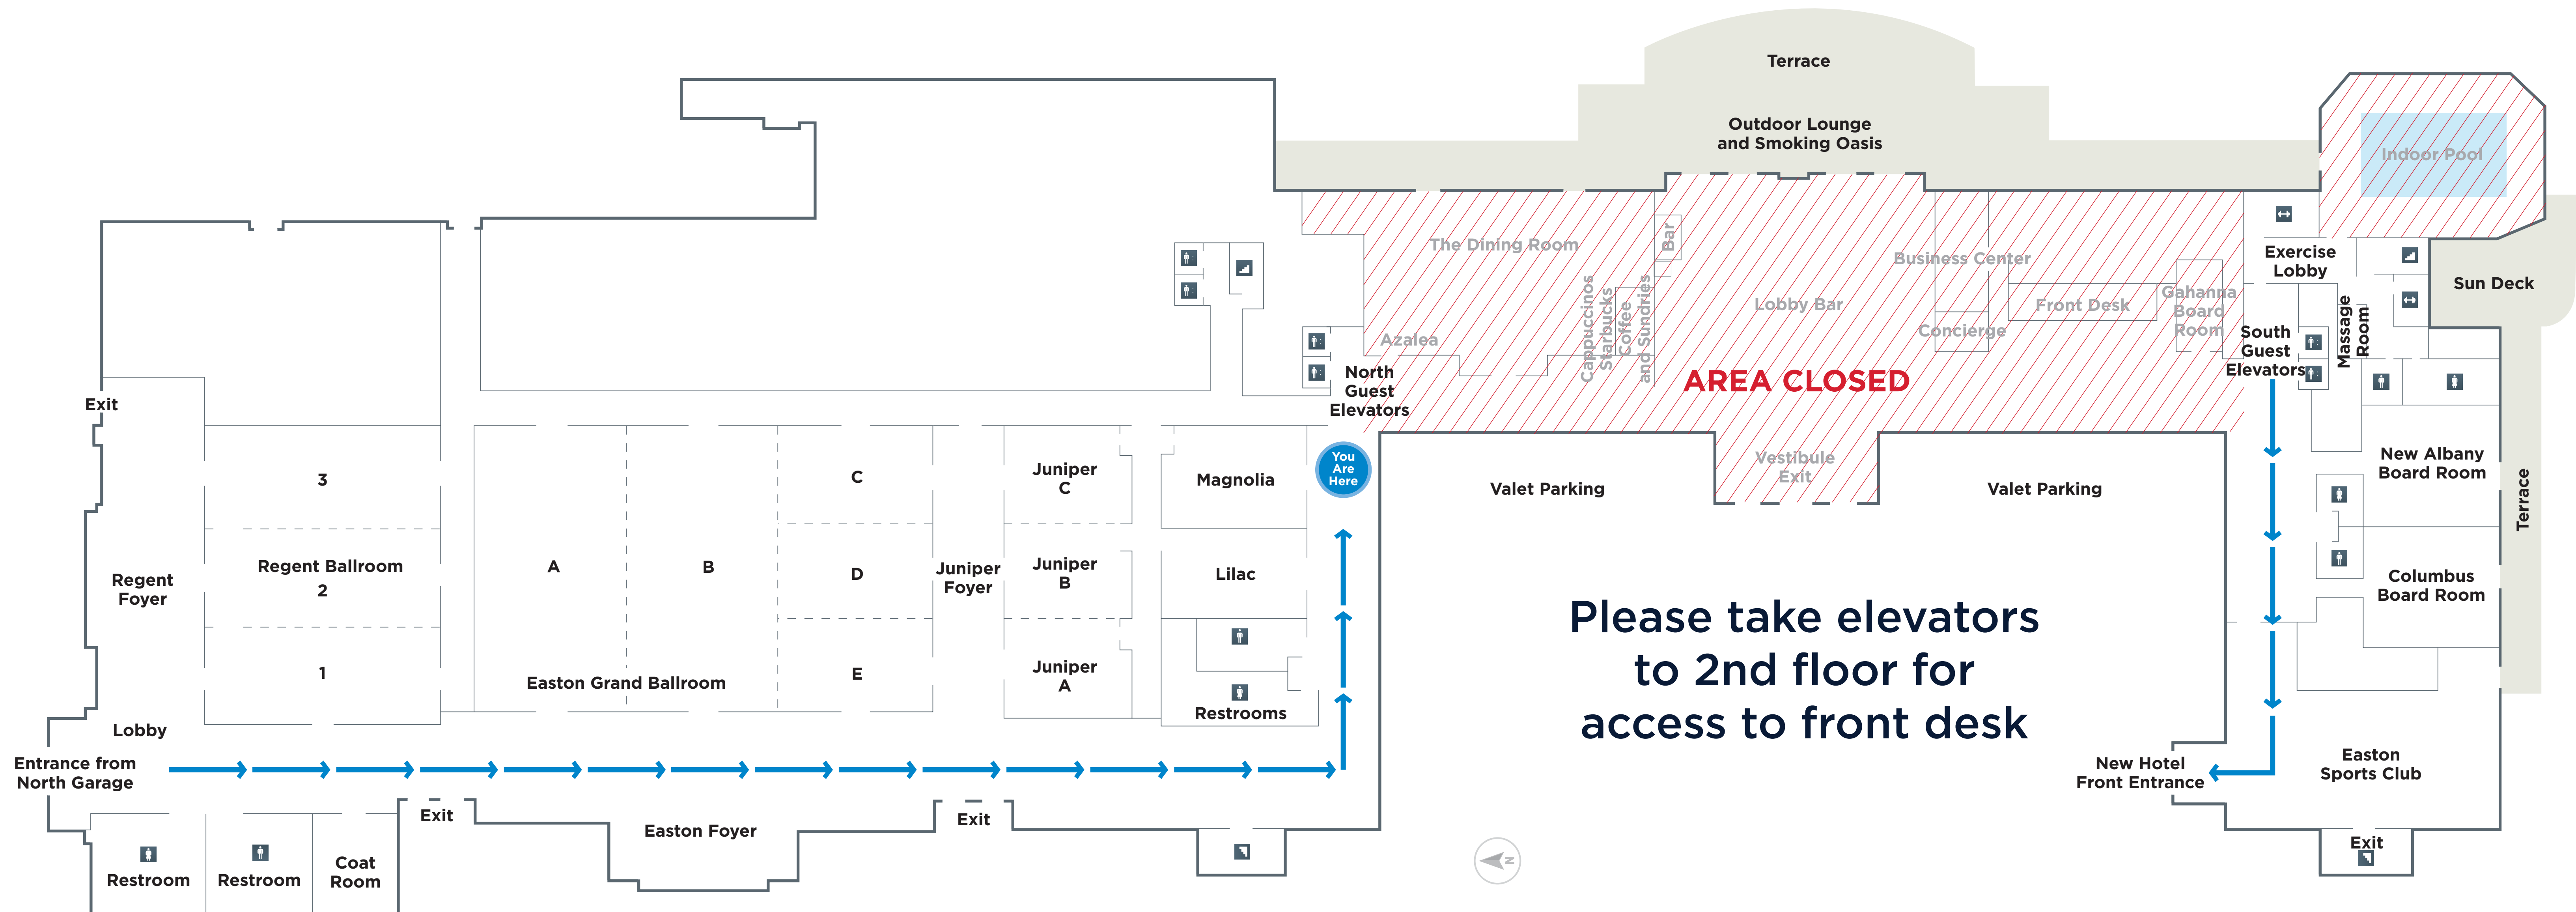 Terrace
Outdoor Lounge
and Smoking Oasis
Indoor Pool
The Dining Room
Bar
Business Center
Exercise
Lobby
Sun Deck
Cappuccinos
Starbucks
Coffee
and Sundries
Lobby Bar
Front Desk
Gahanna
Board
Room
Concierge
Azalea
South
Guest
Elevators
Massage
Room
North
Guest
Elevators
AREA CLOSED
Exit
You
Are
Here
Vestibule
Exit
Valet Parking
Valet Parking
New Albany
Board Room
Terrace
3
C
Juniper
C
Magnolia
Regent
Foyer
Regent Ballroom
2
A
B
D
Juniper
Foyer
Juniper
B
Lilac
Columbus
Board Room
Please take elevators
to 2nd floor for
access to front desk
1
Easton Grand Ballroom
E
Juniper
A
Restrooms
Lobby
Entrance from
North Garage
New Hotel
Front Entrance
Easton
Sports Club
Exit
Easton Foyer
Exit
Exit
N
Restroom
Restroom
Coat
Room